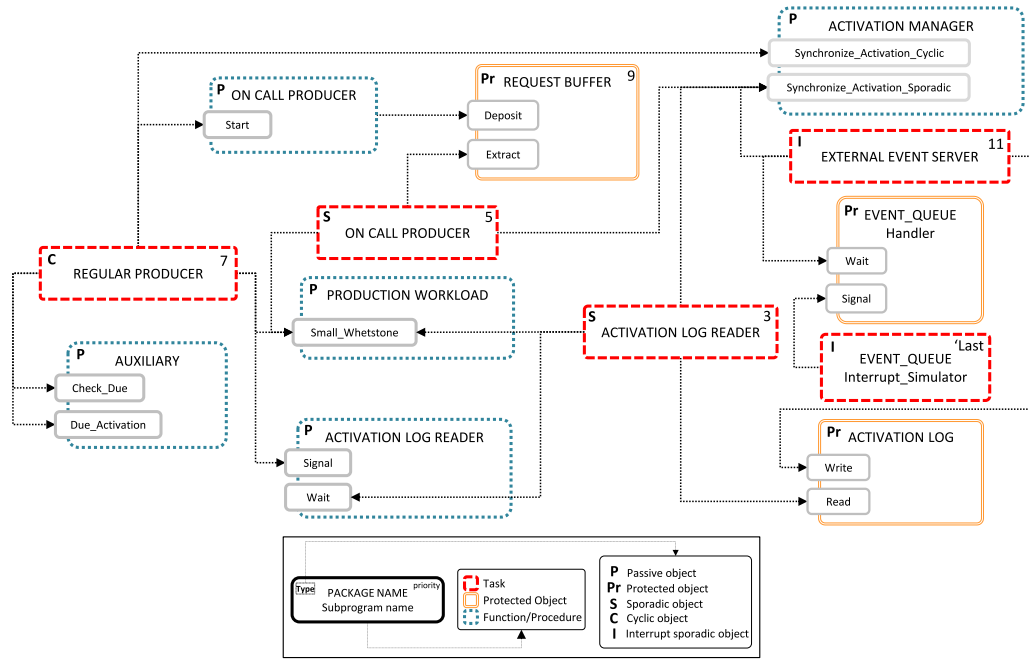 P
ACTIVATION MANAGER
Synchronize_Activation_Cyclic
Synchronize_Activation_Sporadic
P
ON CALL PRODUCER
Start
Pr
REQUEST BUFFER
9
Deposit
Extract
I
EXTERNAL EVENT SERVER
11
S
ON CALL PRODUCER
5
Pr
EVENT_QUEUE
Handler
Wait
Signal
C
REGULAR PRODUCER
7
P
PRODUCTION WORKLOAD
Small_Whetstone
S
ACTIVATION LOG READER
3
I
EVENT_QUEUE
‘Last
Interrupt_Simulator
P
AUXILIARY
Check_Due
Due_Activation
P
ACTIVATION LOG READER
Signal
Wait
Pr
ACTIVATION LOG
Write
Read
Type
PACKAGE NAME
priority
Subprogram name
Task
Protected Object
Function/Procedure
P Passive object
Pr Protected object
S Sporadic object
C Cyclic object
I Interrupt sporadic object